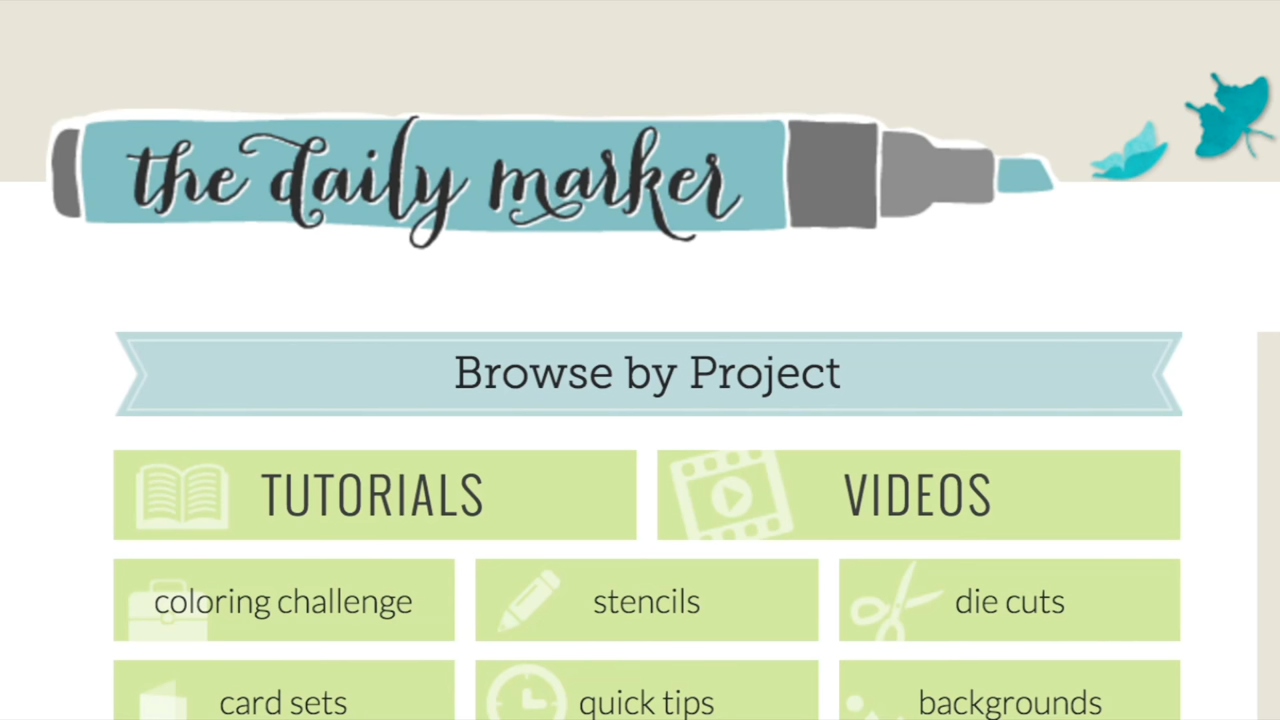 the daily marker
Browse by Project
TUTORIALS
VIDEOS
coloring challenge
stencils
die cuts
card sets
quick tips
backgrounds